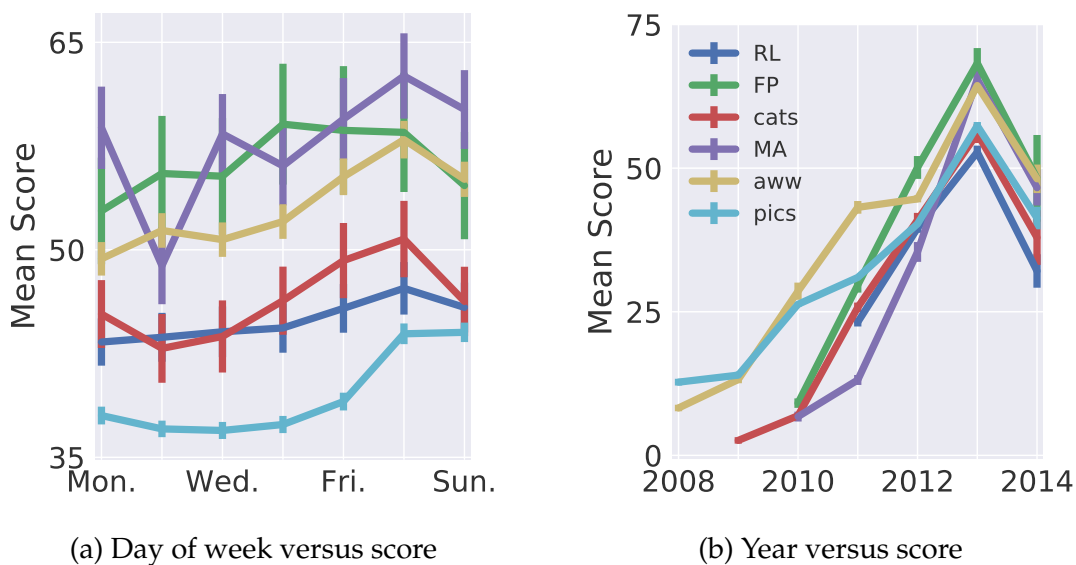 65
50
35
Mean Score
Mon. Wed. Fri. Sun.
(a) Day of week versus score
75
50
25
0
Mean Score
RL
FP
cats
MA
aww
pics
2008 2010 2012 2014
(b) Year versus score